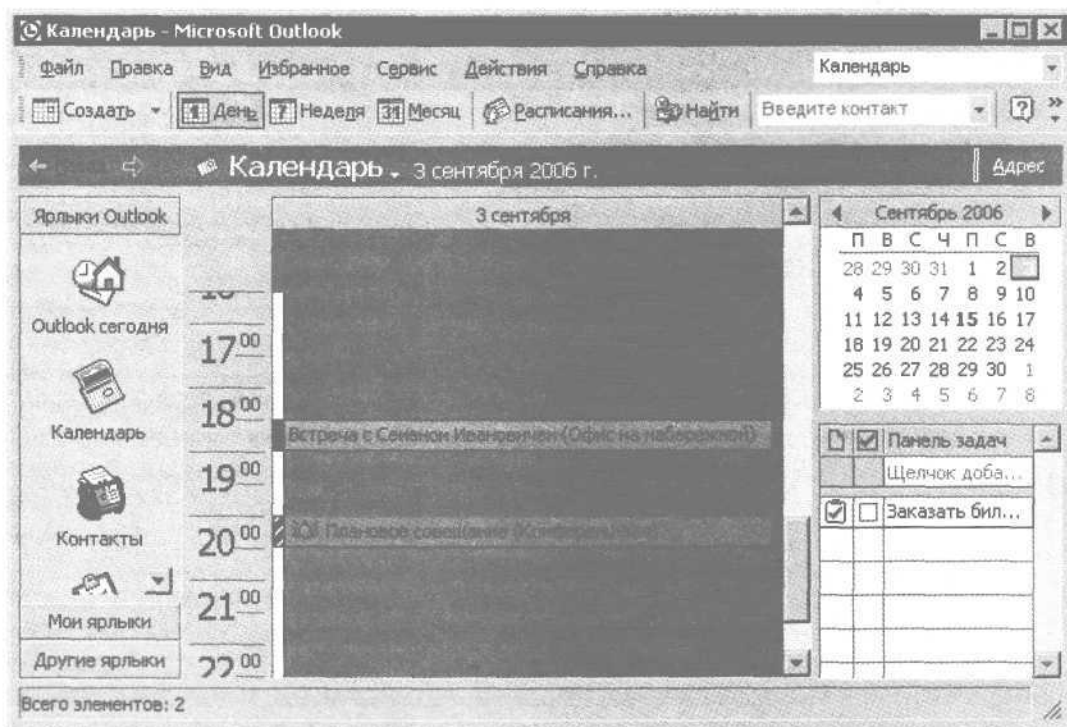 Календарь - Microsoft Outlook
Файл Правка Вид Избранное Сервис Действия Справка
Календарь
Создать День Неделя 31 Месяц Расписания... Найти Введите контакт
Календарь 3 сентября 2006 г. Адрес
Ярлыки Outlook
Outlook сегодня
Календарь
Контакты
Мои ярлыки
Другие ярлыки
3 сентября
17 00
18 00
Встреча с Семеном Ивановичем (Офис на набережной)
19 00
20 00
Плановое совещание
21 00
22 00
Сентябрь 2006
П В С Ч П С В
28 29 30 31 1 2
4 5 6 7 8 9 10
11 12 13 14 15 16 17
18 19 20 21 22 23 24
25 26 27 28 29 30 1
2 3 4 5 6 7 8
Панель задач
Щелчок доба...
Заказать бил...
Всего элементов: 2